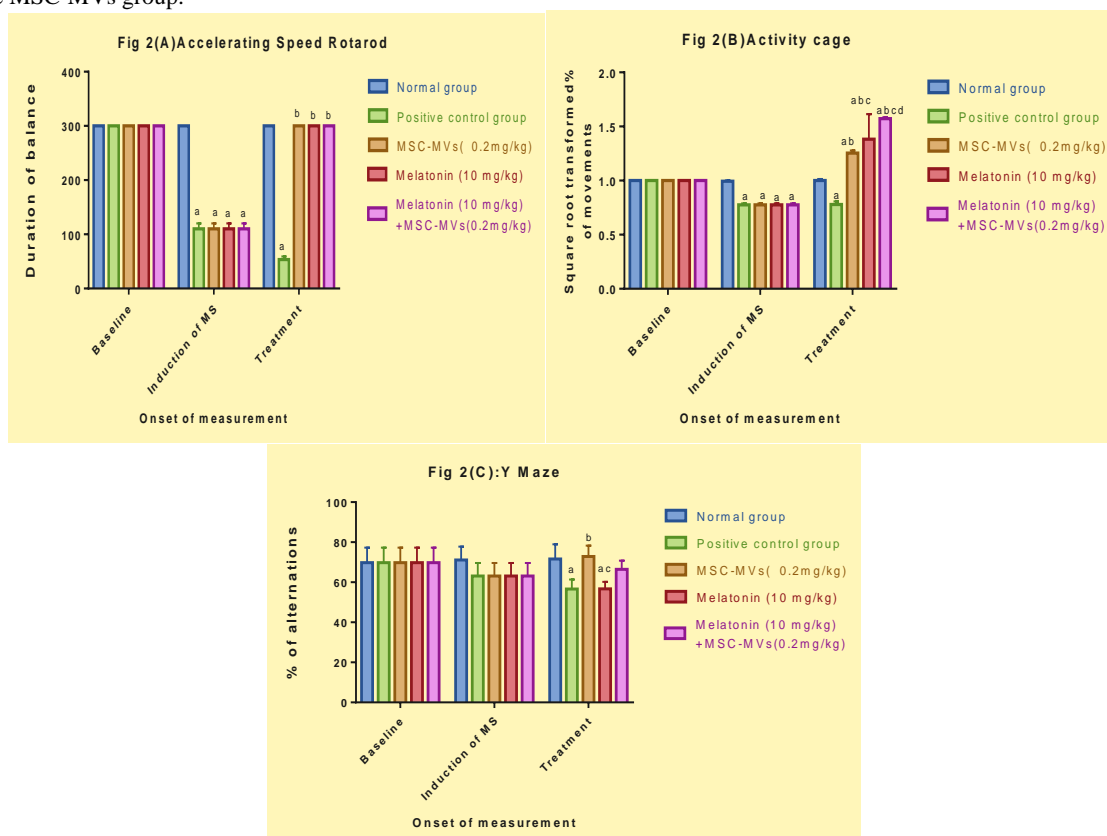 MSC-MVs group.
Fig 2(A)Accelerating Speed Rotarod
Duration of balance
400
300
200
100
0
a a a a
a
b b b
Baseline
Induction of MS
Treatment
Onset of measurement
Normal group
Positive control group
MSC-MVs( 0.2mg/kg)
Melatonin (10 mg/kg)
Melatonin (10 mg/kg)
+MSC-MVs(0.2mg/kg)
Fig 2(B)Activity cage
Square root transformed%
of movements
2.0
1.5
1.0
0.5
0.0
a a a a
a
ab
abc
abcd
Baseline
Induction of MS
Treatment
Onset of measurement
Normal group
Positive control group
MSC-MVs( 0.2mg/kg)
Melatonin (10 mg/kg)
Melatonin (10 mg/kg)
+MSC-MVs(0.2mg/kg)
Fig 2(C):Y Maze
% of alternations
100
80
60
40
20
0
a
b
ac
Baseline
Induction of MS
Treatment
Onset of measurement
Normal group
Positive control group
MSC-MVs( 0.2mg/kg)
Melatonin (10 mg/kg)
Melatonin (10 mg/kg)
+MSC-MVs(0.2mg/kg)